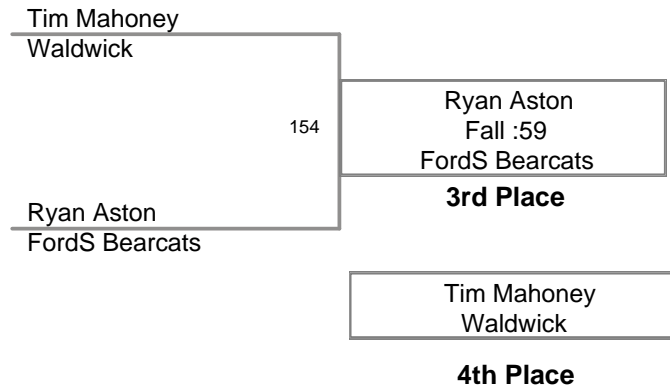 Tim Mahoney
Waldwick
154
Ryan Aston
Fall :59
FordS Bearcats
3rd Place
Ryan Aston
FordS Bearcats
Tim Mahoney
Waldwick
4th Place